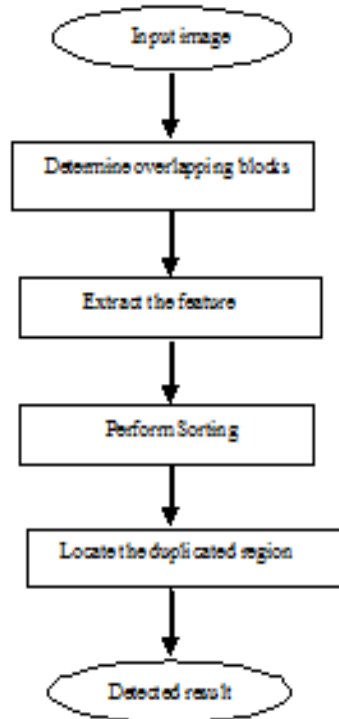 Input image
Determine overlapping blocks
Extract the feature
Perform Sorting
Locate the duplicated region
Detected result